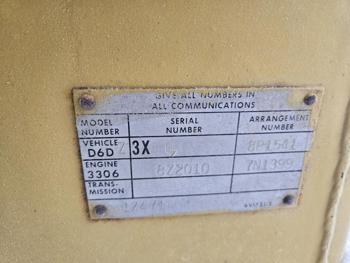 GIVE ALL NUMBERS IN
ALL COMMUNICATIONS
MODEL NUMBER SERIAL NUMBER ARRANGEMENT NUMBER
VEHICLE D6D 3X 8P1541
ENGINE 3306 8Z2010 7N1399
TRANS-
MISSION